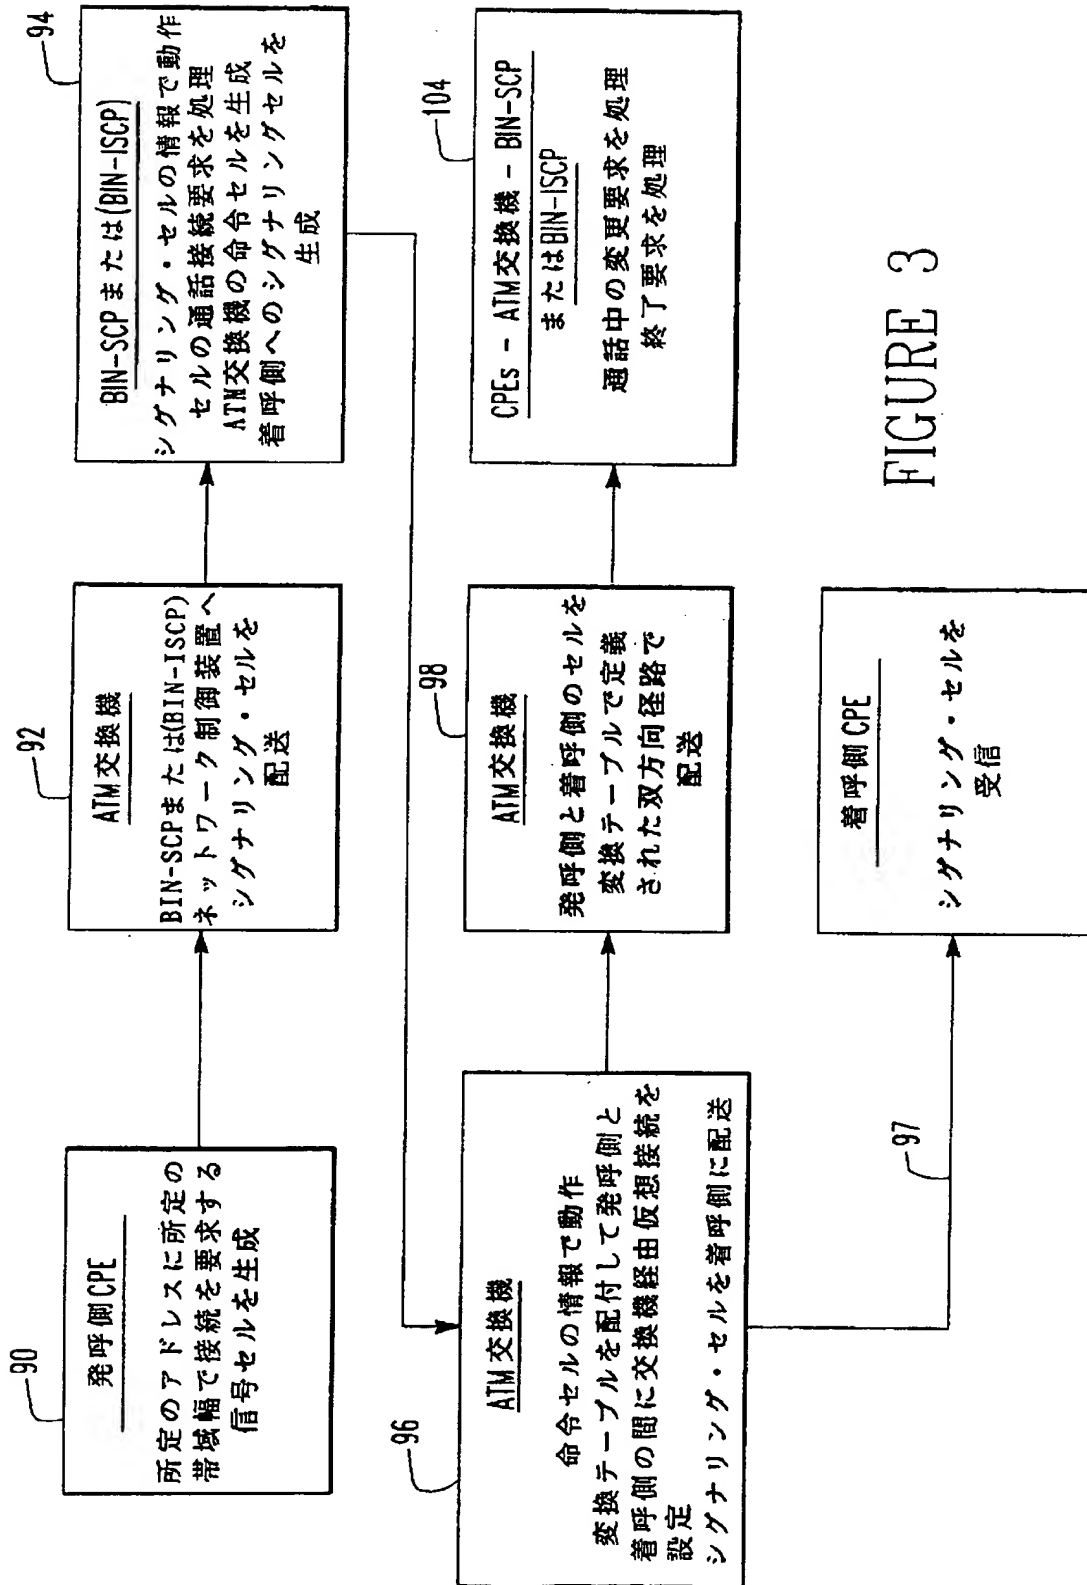 90
発呼側CPE
所定のアドレスに所定の
帯域幅で接続を要求する
信号セルを生成
92
ATM交換機
BIN-SCPまたは(BIN-ISCP)
ネットワーク制御装置へ
シグナリング・セルを
配送
94
BIN-SCPまたは(BIN-ISCP)
シグナリング・セルの情報で動作
セルの通話接続要求を処理
ATM交換機の命令セルを生成
着呼側へのシグナリングセルを
生成
96
ATM交換機
命令セルの情報で動作
変換テーブルを配付して発呼側と
着呼側の間に交換機経由仮想接続を
設定
シグナリング・セルを着呼側に配送
98
ATM交換機
発呼側と着呼側のセルを
変換テーブルで定義
された双方向経路で
配送
104
CPEs - ATM交換機 - BIN-SCP
またはBIN-ISCP
通話中の変更要求を処理
終了要求を処理
97
着呼側CPE
シグナリング・セルを
受信
FIGURE 3